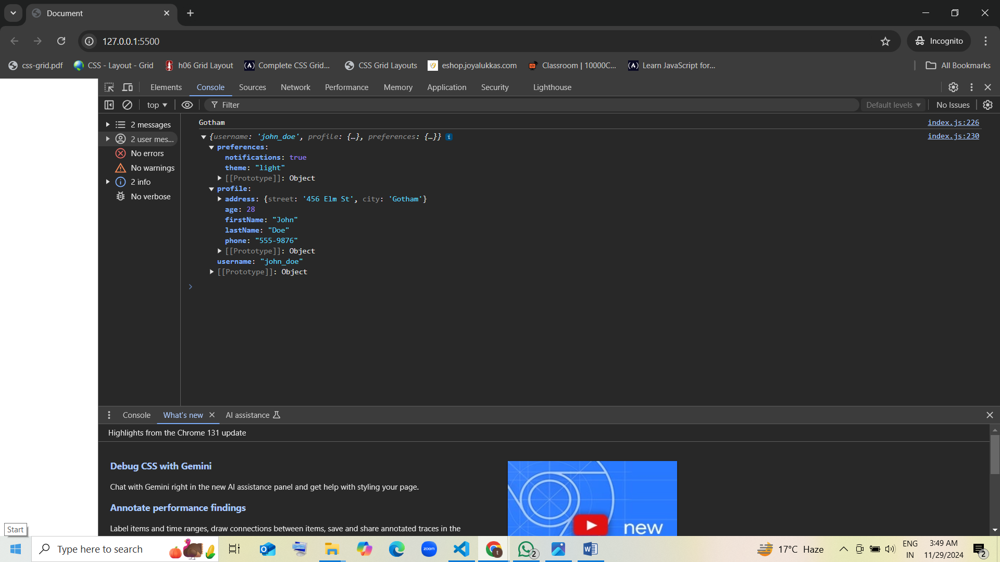 Document
127.0.0.1:5500
Incognito
css-grid.pdf
CSS - Layout - Grid
h06 Grid Layout
Complete CSS Grid...
CSS Grid Layouts
eshop.joyalukkas.com
Classroom | 10000C...
Learn JavaScript for...
All Bookmarks
Elements
Console
Sources
Network
Performance
Memory
Application
Security
Lighthouse
top
Filter
Default levels
No Issues
2 messages
2 user mes...
No errors
No warnings
2 info
No verbose
Gotham
index.js:226
{username: 'john_doe', profile: {…}, preferences: {…}} i
index.js:230
preferences:
notifications: true
theme: "light"
[[Prototype]]: Object
profile:
address: {street: '456 Elm St', city: 'Gotham'}
age: 28
firstName: "John"
lastName: "Doe"
phone: "555-9876"
[[Prototype]]: Object
username: "john_doe"
[[Prototype]]: Object
Console
What's new
AI assistance
Highlights from the Chrome 131 update
Debug CSS with Gemini
Chat with Gemini right in the new AI assistance panel and get help with styling your page.
Annotate performance findings
Label items and time ranges, draw connections between items, save and share annotated traces in the
new
Start
Type here to search
zoom
t
2
17°C Haze
ENG
IN
3:49 AM
11/29/2024
2